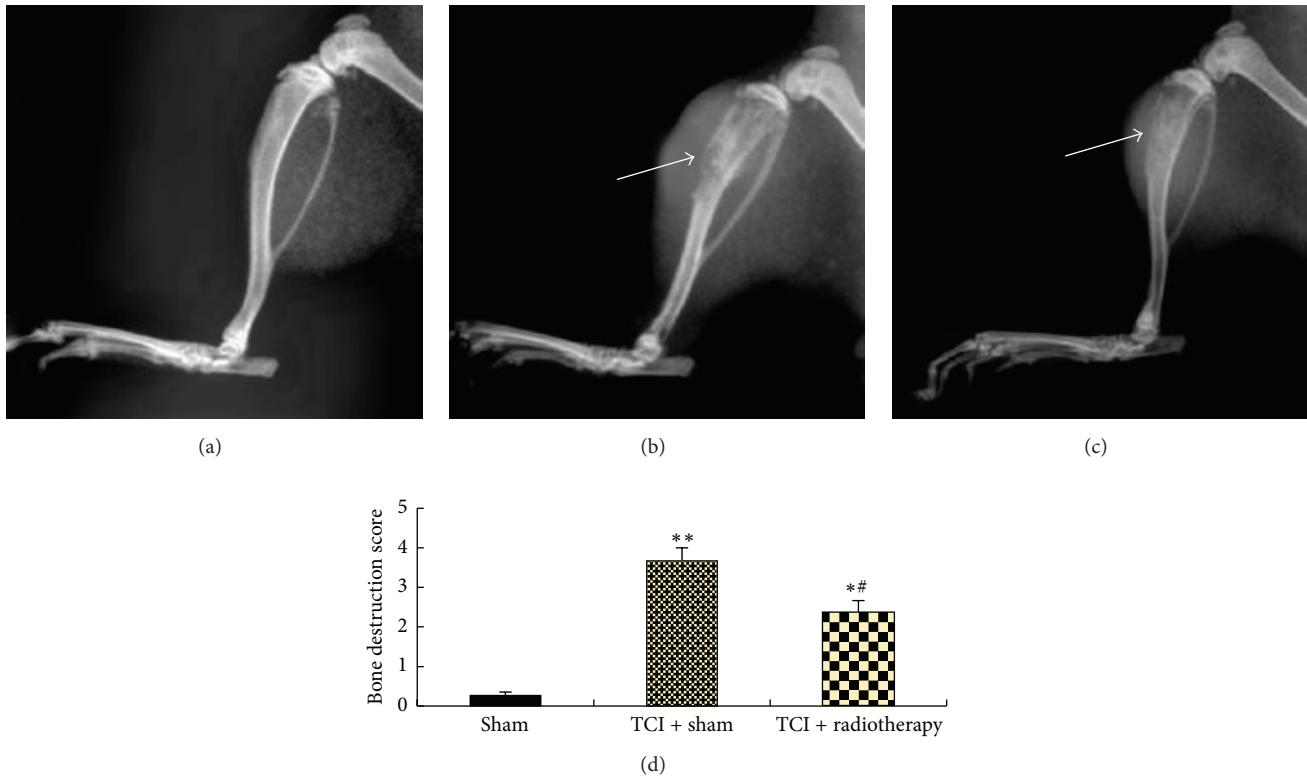 (a)
(b)
(c)
Bone destruction score
5
4
3
2
1
0
**
*#
Sham
TCI + sham
TCI + radiotherapy
(d)